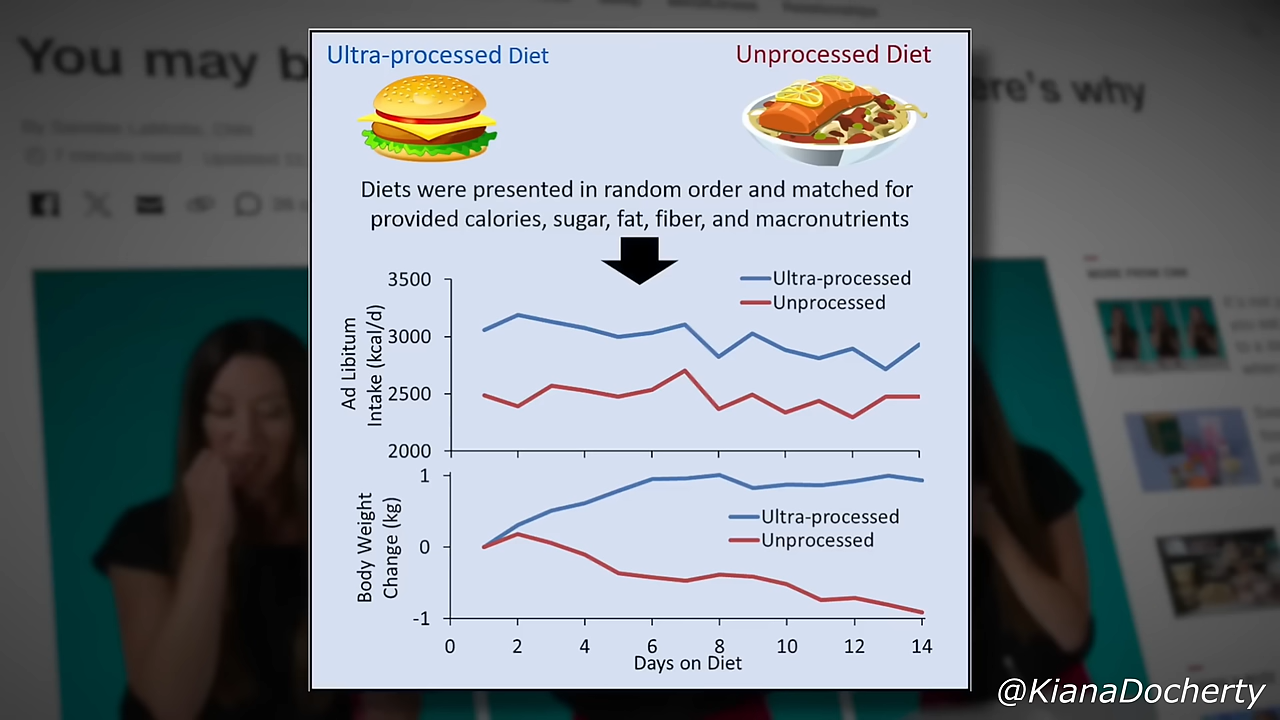 You may b
ere's why
Ultra-processed Diet
Unprocessed Diet
Diets were presented in random order and matched for
provided calories, sugar, fat, fiber, and macronutrients
Ad Libitum
Intake (kcal/d)
3500
3000
2500
2000
Ultra-processed
Unprocessed
Body Weight
Change (kg)
1
0
-1
Ultra-processed
Unprocessed
0 2 4 6 8 10 12 14
Days on Diet
@KianaDocherty